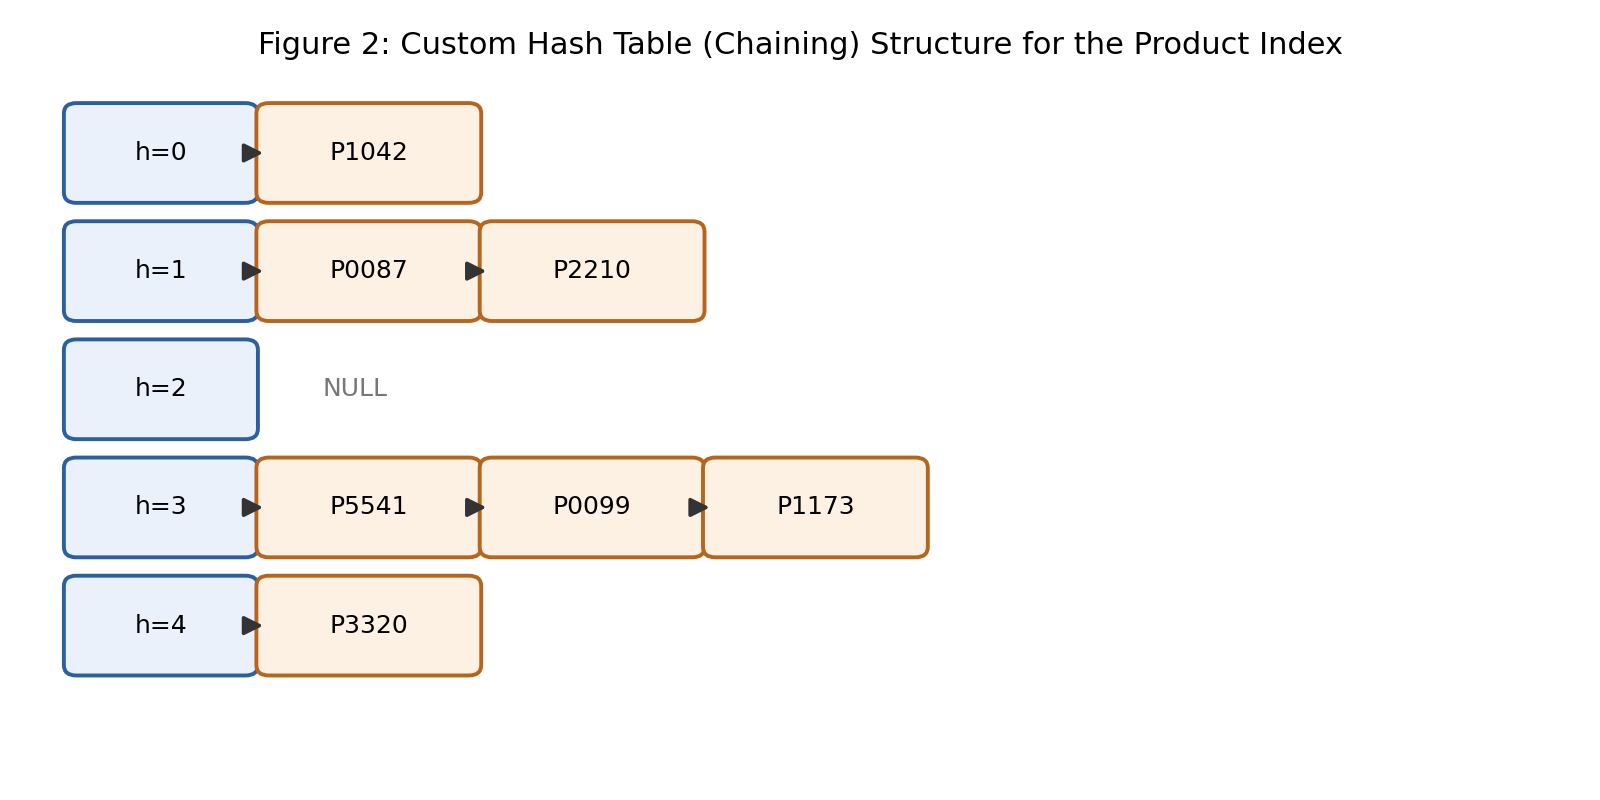 Figure 2: Custom Hash Table (Chaining) Structure for the Product Index
h=0 P1042
h=1 P0087 P2210
h=2 NULL
h=3 P5541 P0099 P1173
h=4 P3320